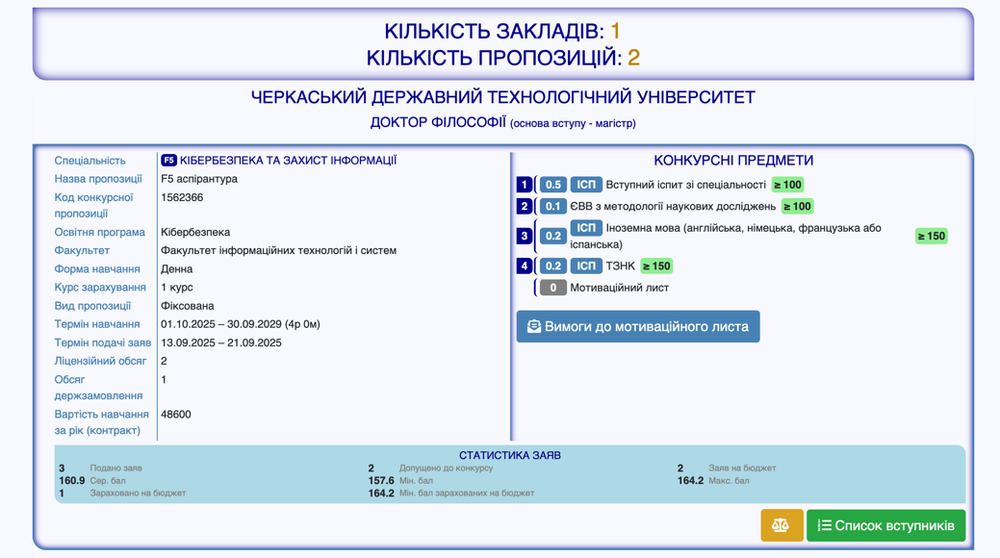 КІЛЬКІСТЬ ЗАКЛАДІВ: 1
КІЛЬКІСТЬ ПРОПОЗИЦІЙ: 2
ЧЕРКАСЬКИЙ ДЕРЖАВНИЙ ТЕХНОЛОГІЧНИЙ УНІВЕРСИТЕТ
ДОКТОР ФІЛОСОФІЇ (основа вступу - магістр)
Спеціальність F5 КІБЕРБЕЗПЕКА ТА ЗАХИСТ ІНФОРМАЦІЇ
Назва пропозиції F5 аспірантура
Код конкурсної 1562366
пропозиції
Освітня програма Кібербезпека
Факультет Факультет інформаційних технологій і систем
Форма навчання Денна
Курс зарахування 1 курс
Вид пропозиції Фіксована
Термін навчання 01.10.2025 – 30.09.2029 (4р 0м)
Термін подачі заяв 13.09.2025 – 21.09.2025
Ліцензійний обсяг 2
Обсяг 1
держзамовлення
Вартість навчання 48600
за рік (контракт)
КОНКУРСНІ ПРЕДМЕТИ
1 0.5 ІСП Вступний іспит зі спеціальності ≥ 100
2 0.1 ЄВВ з методології наукових досліджень ≥ 100
3 0.2 ІСП Іноземна мова (англійська, німецька, французька або ≥ 150
іспанська)
4 0.2 ІСП ТЗНК ≥ 150
0 Мотиваційний лист
Вимоги до мотиваційного листа
СТАТИСТИКА ЗАЯВ
3 Подано заяв 2 Допущено до конкурсу 2 Заяв на бюджет
160.9 Сер. бал 157.6 Мін. бал 164.2 Макс. бал
1 Зараховано на бюджет 164.2 Мін. бал зарахованих на бюджет
Список вступників